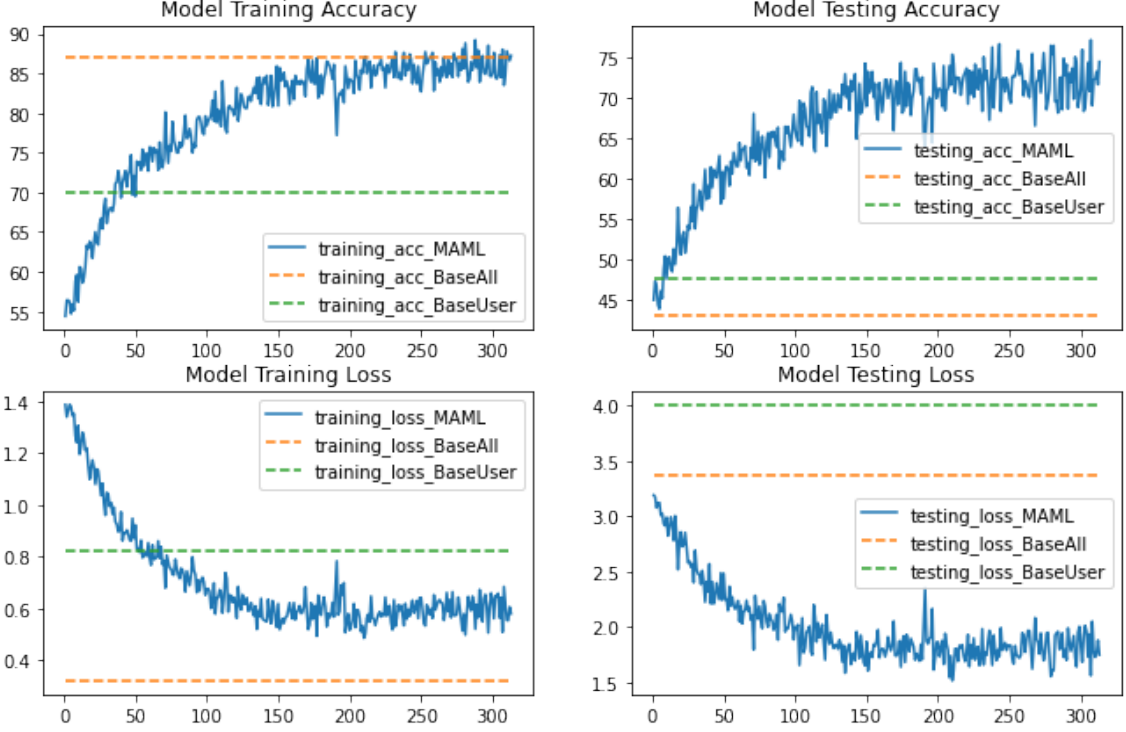 Model Training Accuracy
90
85
80
75
70
65
60
55
training_acc_MAML
training_acc_BaseAll
training_acc_BaseUser
0 50 100 150 200 250 300
Model Testing Accuracy
75
70
65
60
55
50
45
testing_acc_MAML
testing_acc_BaseAll
testing_acc_BaseUser
0 50 100 150 200 250 300
Model Training Loss
1.4
1.2
1.0
0.8
0.6
0.4
training_loss_MAML
training_loss_BaseAll
training_loss_BaseUser
0 50 100 150 200 250 300
Model Testing Loss
4.0
3.5
3.0
2.5
2.0
1.5
testing_loss_MAML
testing_loss_BaseAll
testing_loss_BaseUser
0 50 100 150 200 250 300